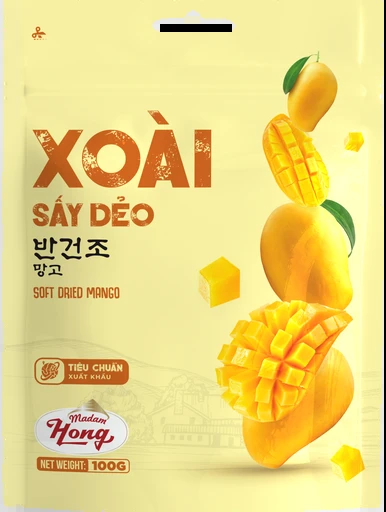 XOÀI
SẤY DẺO
반건조
망고
SOFT DRIED MANGO
TIÊU CHUẨN
XUẤT KHẨU
Madam
Hong
NET WEIGHT: 100G